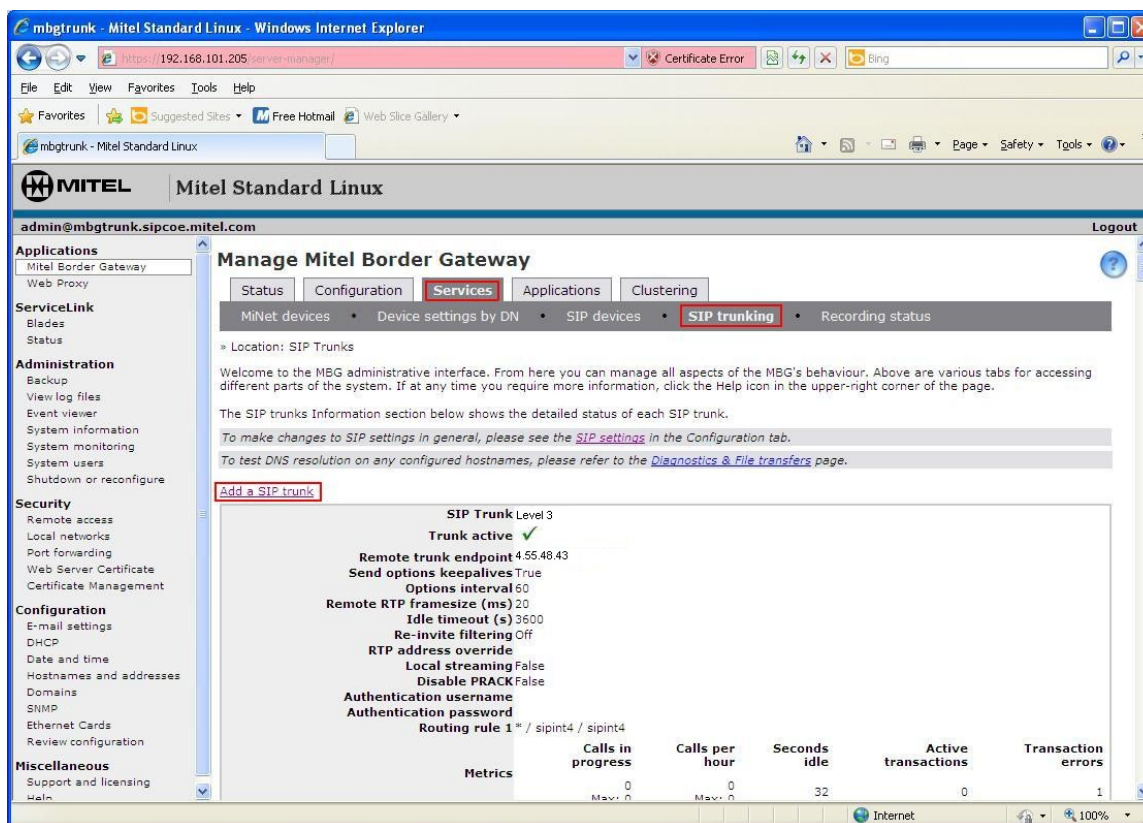 mbgtrunk - Mitel Standard Linux - Windows Internet Explorer
https://192.168.101.205/server-manager/
Certificate Error
Bing
File Edit View Favorites Tools Help
Favorites Suggested Sites Free Hotmail Web Slice Gallery
mbgtrunk - Mitel Standard Linux
Page Safety Tools
MITEL Mitel Standard Linux
admin@mbgtrunk.sipcoe.mitel.com Logout
Applications
Mitel Border Gateway
Web Proxy
ServiceLink
Blades
Status
Administration
Backup
View log files
Event viewer
System information
System monitoring
System users
Shutdown or reconfigure
Security
Remote access
Local networks
Port forwarding
Web Server Certificate
Certificate Management
Configuration
E-mail settings
DHCP
Date and time
Hostnames and addresses
Domains
SNMP
Ethernet Cards
Review configuration
Miscellaneous
Support and licensing
Help
Manage Mitel Border Gateway
Status Configuration Services Applications Clustering
MiNet devices • Device settings by DN • SIP devices • SIP trunking • Recording status
» Location: SIP Trunks
Welcome to the MBG administrative interface. From here you can manage all aspects of the MBG's behaviour. Above are various tabs for accessing
different parts of the system. If at any time you require more information, click the Help icon in the upper-right corner of the page.
The SIP trunks Information section below shows the detailed status of each SIP trunk.
To make changes to SIP settings in general, please see the SIP settings in the Configuration tab.
To test DNS resolution on any configured hostnames, please refer to the Diagnostics & File transfers page.
Add a SIP trunk
SIP Trunk Level 3
Trunk active ✓
Remote trunk endpoint 4.55.48.43
Send options keepalives True
Options interval 60
Remote RTP framesize (ms) 20
Idle timeout (s) 3600
Re-invite filtering Off
RTP address override
Local streaming False
Disable PRACK False
Authentication username
Authentication password
Routing rule 1 * / sipint4 / sipint4
Metrics
Calls in progress
Calls per hour
Seconds idle
Active transactions
Transaction errors
0 0 32 0 1
Max: 0 Max: 0
Internet 100%